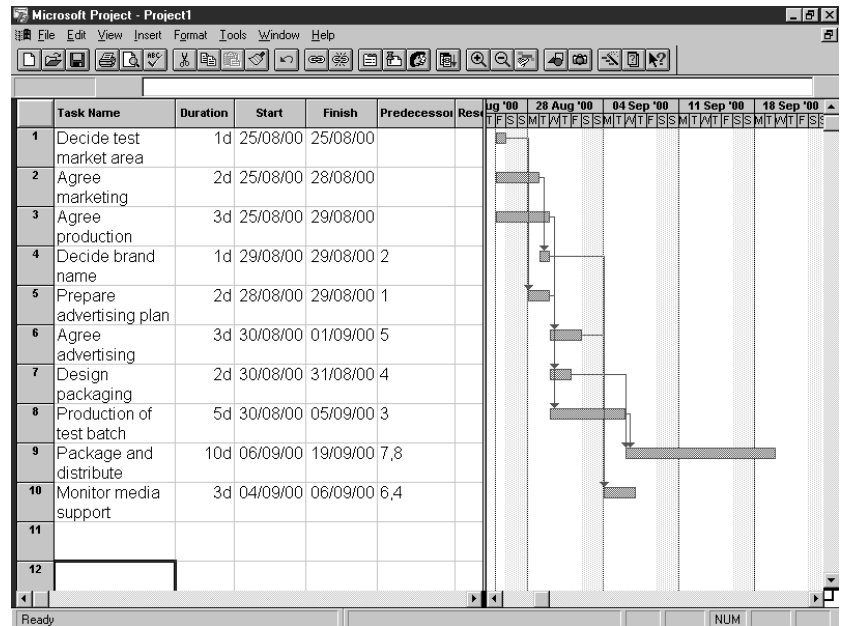 Microsoft Project - Project1
File Edit View Insert Format Tools Window Help
Task Name Duration Start Finish Predecessor Reso ug '00 28 Aug '00 04 Sep '00 11 Sep '00 18 Sep '00
T F S S M T W T F S S M T W T F S S M T W T F S S M T W T F S S
1 Decide test 1d 25/08/00 25/08/00
market area
2 Agree 2d 25/08/00 28/08/00
marketing
3 Agree 3d 25/08/00 29/08/00
production
4 Decide brand 1d 29/08/00 29/08/00 2
name
5 Prepare 2d 28/08/00 29/08/00 1
advertising plan
6 Agree 3d 30/08/00 01/09/00 5
advertising
7 Design 2d 30/08/00 31/08/00 4
packaging
8 Production of 5d 30/08/00 05/09/00 3
test batch
9 Package and 10d 06/09/00 19/09/00 7,8
distribute
10 Monitor media 3d 04/09/00 06/09/00 6,4
support
11
12
Ready NUM